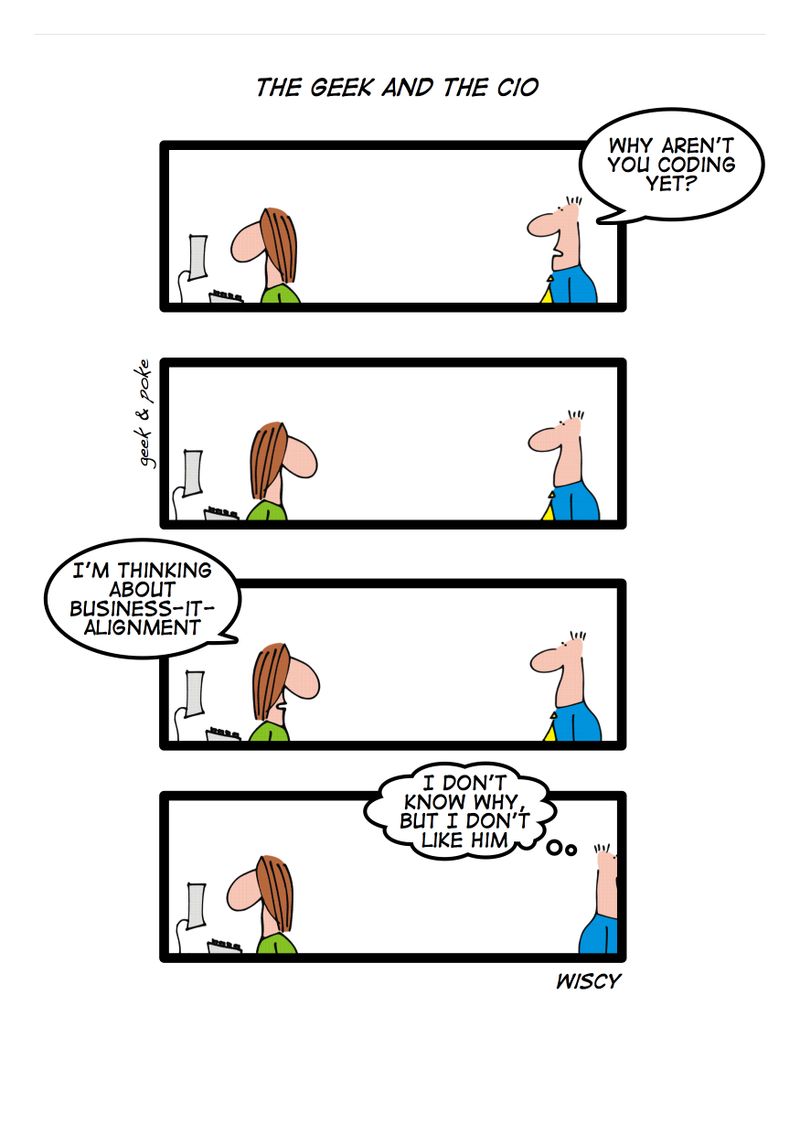 THE GEEK AND THE CIO
WHY AREN'T
YOU CODING
YET?
geek & poke
I'M THINKING
ABOUT
BUSINESS-IT-
ALIGNMENT
I DON'T
KNOW WHY,
BUT I DON'T
LIKE HIM
WISCY